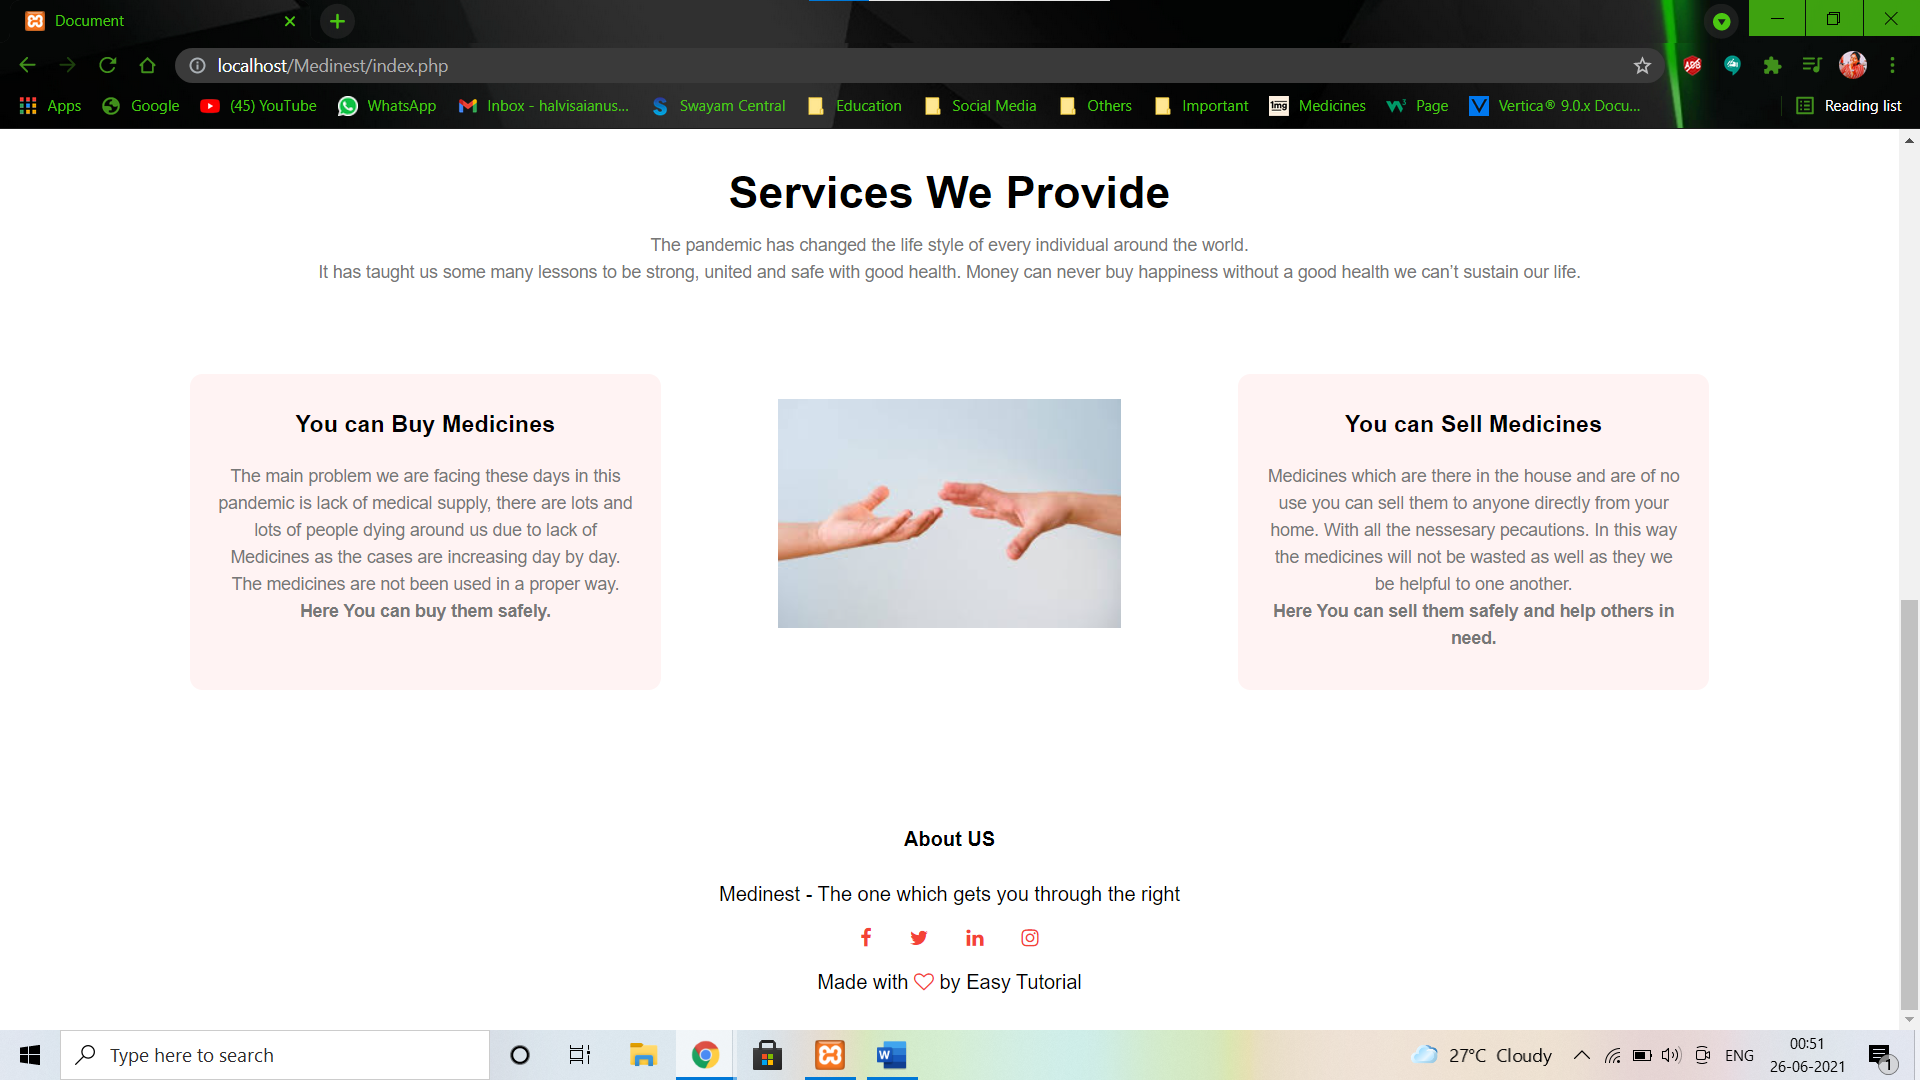 Document
localhost/Medinest/index.php
Apps Google (45) YouTube WhatsApp Inbox - halvisaianus... Swayam Central Education Social Media Others Important 1mg Medicines Page Vertica® 9.0.x Docu... Reading list
Services We Provide
The pandemic has changed the life style of every individual around the world.
It has taught us some many lessons to be strong, united and safe with good health. Money can never buy happiness without a good health we can’t sustain our life.
You can Buy Medicines
The main problem we are facing these days in this
pandemic is lack of medical supply, there are lots and
lots of people dying around us due to lack of
Medicines as the cases are increasing day by day.
The medicines are not been used in a proper way.
Here You can buy them safely.
You can Sell Medicines
Medicines which are there in the house and are of no
use you can sell them to anyone directly from your
home. With all the nessesary pecautions. In this way
the medicines will not be wasted as well as they we
be helpful to one another.
Here You can sell them safely and help others in
need.
About US
Medinest - The one which gets you through the right
Made with by Easy Tutorial
Type here to search
27°C Cloudy
ENG
00:51
26-06-2021
1